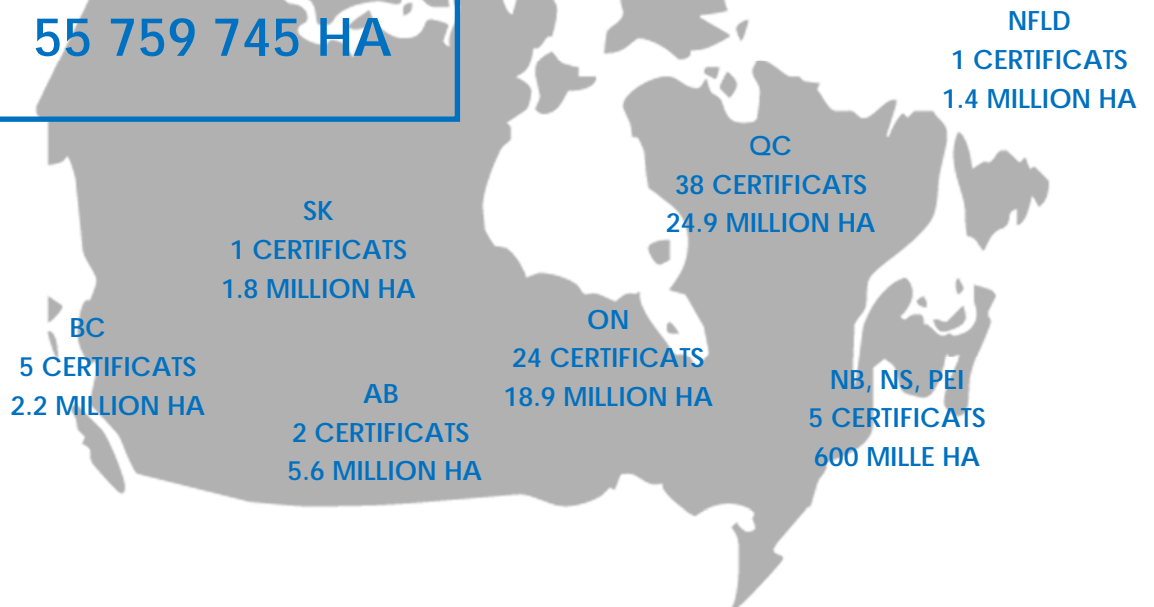 55 759 745 HA
NFLD
1 CERTIFICATS
1.4 MILLION HA
QC
38 CERTIFICATS
24.9 MILLION HA
SK
1 CERTIFICATS
1.8 MILLION HA
BC
5 CERTIFICATS
2.2 MILLION HA
AB
2 CERTIFICATS
5.6 MILLION HA
ON
24 CERTIFICATS
18.9 MILLION HA
NB, NS, PEI
5 CERTIFICATS
600 MILLE HA